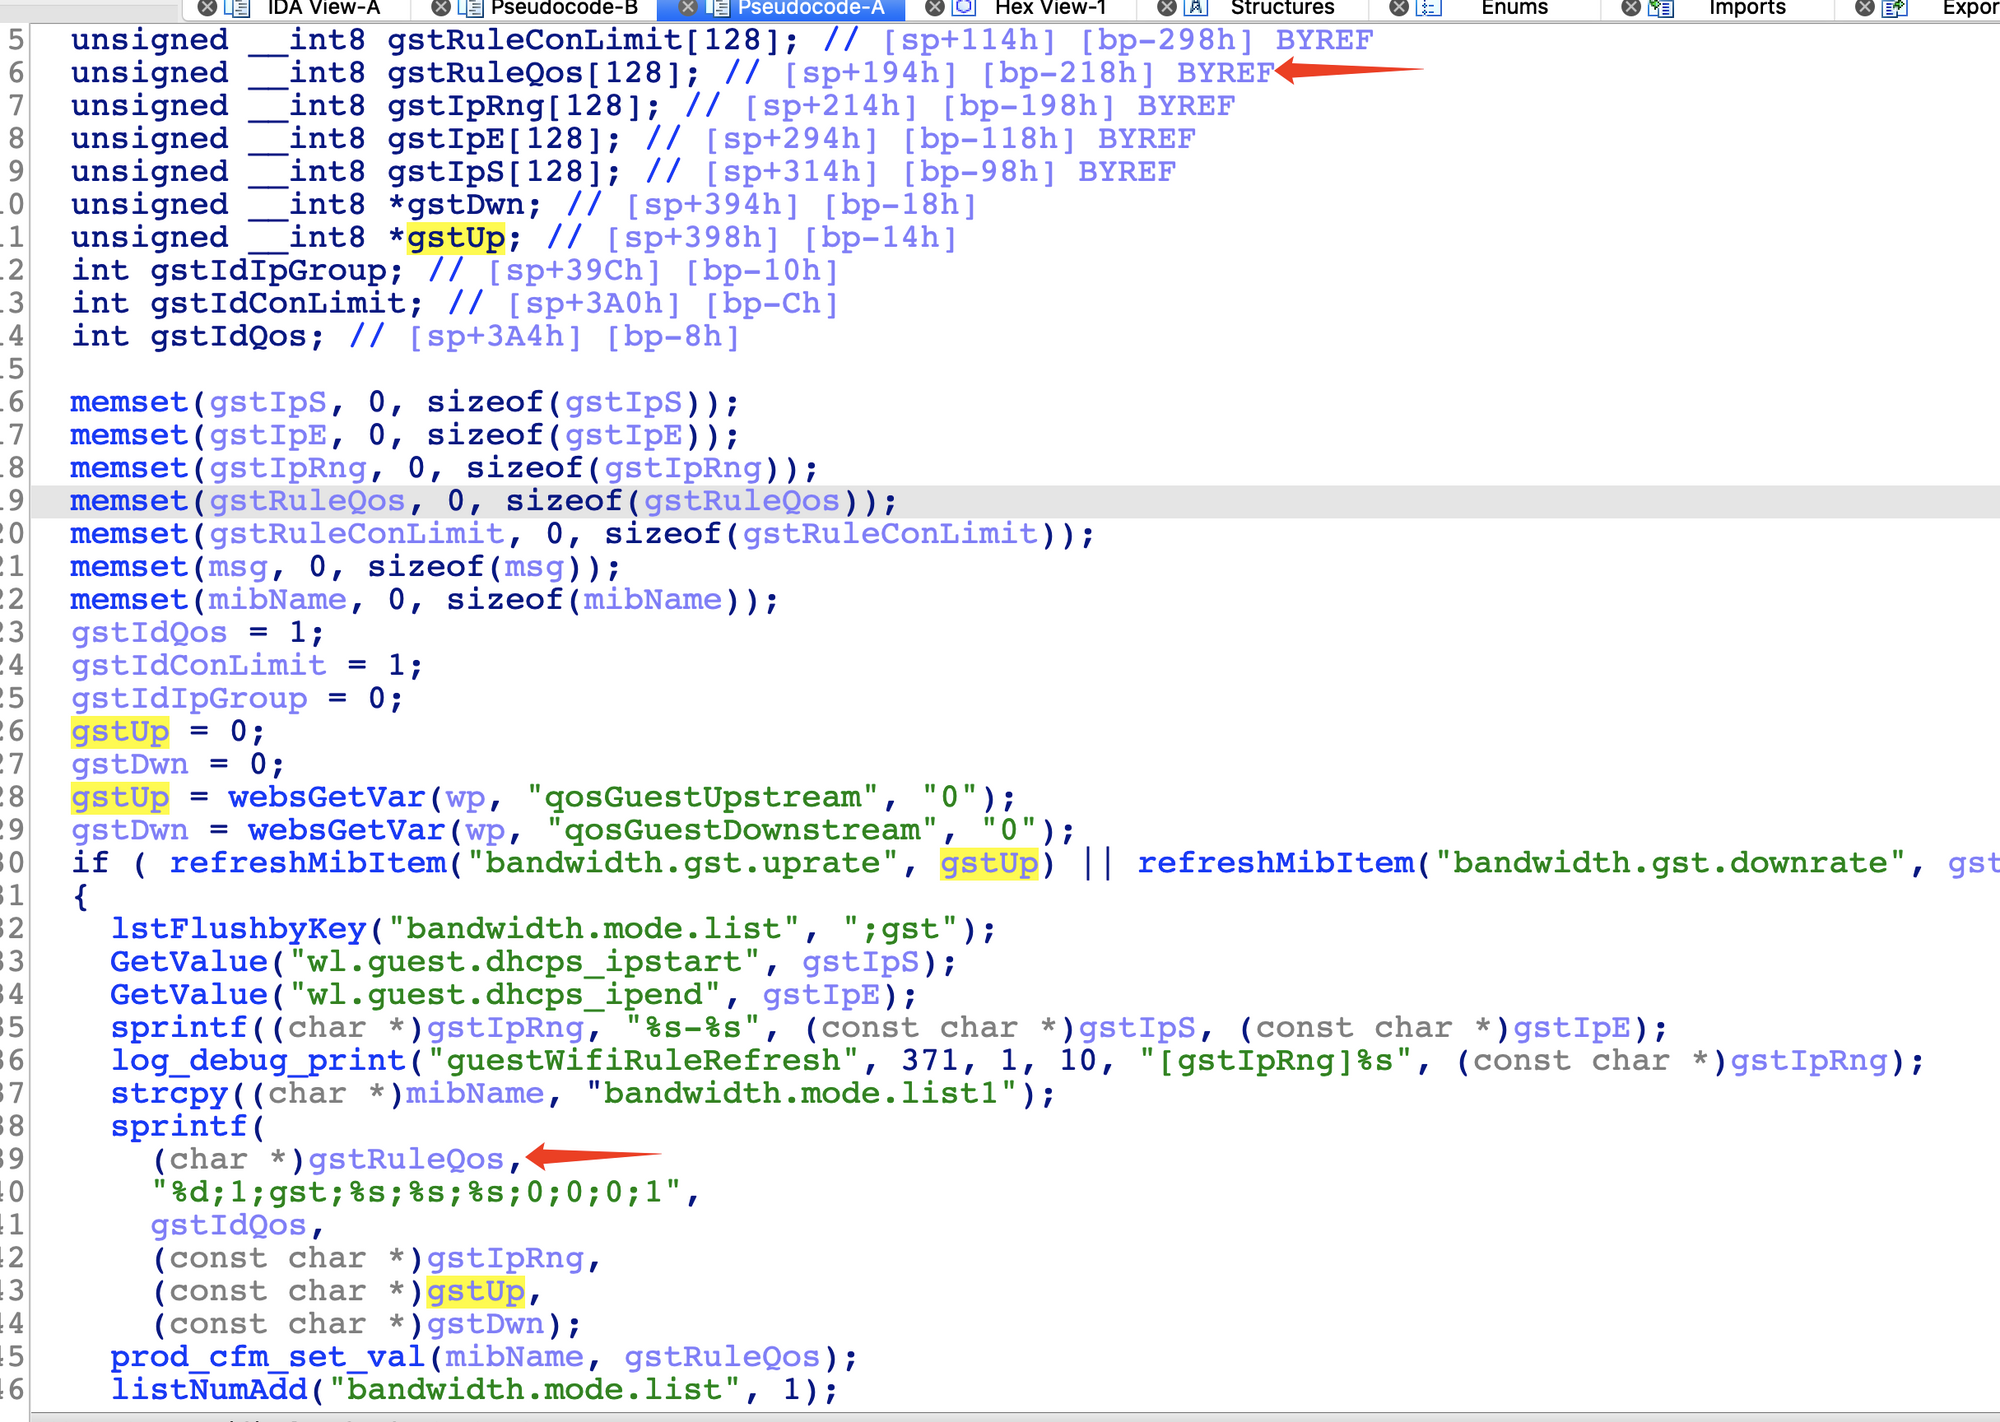 IDA View-A Pseudocode-B Pseudocode-A Hex View-1 Structures Enums Imports Expor
5 unsigned __int8 gstRuleConLimit[128]; // [sp+114h] [bp-298h] BYREF
6 unsigned __int8 gstRuleQos[128]; // [sp+194h] [bp-218h] BYREF
7 unsigned __int8 gstIpRng[128]; // [sp+214h] [bp-198h] BYREF
8 unsigned __int8 gstIpE[128]; // [sp+294h] [bp-118h] BYREF
9 unsigned __int8 gstIpS[128]; // [sp+314h] [bp-98h] BYREF
10 unsigned __int8 *gstDwn; // [sp+394h] [bp-18h]
11 unsigned __int8 *gstUp; // [sp+398h] [bp-14h]
12 int gstIdIpGroup; // [sp+39Ch] [bp-10h]
13 int gstIdConLimit; // [sp+3A0h] [bp-Ch]
14 int gstIdQos; // [sp+3A4h] [bp-8h]
15
16 memset(gstIpS, 0, sizeof(gstIpS));
17 memset(gstIpE, 0, sizeof(gstIpE));
18 memset(gstIpRng, 0, sizeof(gstIpRng));
19 memset(gstRuleQos, 0, sizeof(gstRuleQos));
20 memset(gstRuleConLimit, 0, sizeof(gstRuleConLimit));
21 memset(msg, 0, sizeof(msg));
22 memset(mibName, 0, sizeof(mibName));
23 gstIdQos = 1;
24 gstIdConLimit = 1;
25 gstIdIpGroup = 0;
26 gstUp = 0;
27 gstDwn = 0;
28 gstUp = websGetVar(wp, "qosGuestUpstream", "0");
29 gstDwn = websGetVar(wp, "qosGuestDownstream", "0");
30 if ( refreshMibItem("bandwidth.gst.uprate", gstUp) || refreshMibItem("bandwidth.gst.downrate", gst
31 {
32 lstFlushbyKey("bandwidth.mode.list", ";gst");
33 GetValue("wl.guest.dhcps_ipstart", gstIpS);
34 GetValue("wl.guest.dhcps_ipend", gstIpE);
35 sprintf((char *)gstIpRng, "%s-%s", (const char *)gstIpS, (const char *)gstIpE);
36 log_debug_print("guestWifiRuleRefresh", 371, 1, 10, "[gstIpRng]%s", (const char *)gstIpRng);
37 strcpy((char *)mibName, "bandwidth.mode.list1");
38 sprintf(
39 (char *)gstRuleQos,
40 "%d;1;gst;%s;%s;%s;0;0;0;1",
41 gstIdQos,
42 (const char *)gstIpRng,
43 (const char *)gstUp,
44 (const char *)gstDwn);
45 prod_cfm_set_val(mibName, gstRuleQos);
46 listNumAdd("bandwidth.mode.list", 1);